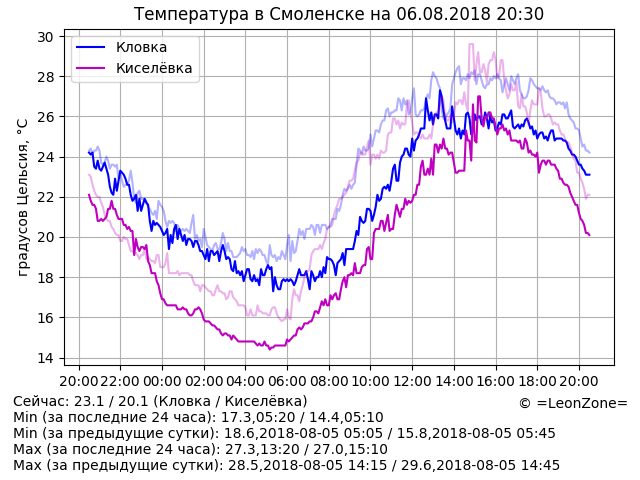 Температура в Смоленске на 06.08.2018 20:30
Кловка
Киселёвка
градусов Цельсия, °C
30
28
26
24
22
20
18
16
14
20:00 22:00 00:00 02:00 04:00 06:00 08:00 10:00 12:00 14:00 16:00 18:00 20:00
Сейчас: 23.1 / 20.1 (Кловка / Киселёвка)
© =LeonZone=
Min (за последние 24 часа): 17.3,05:20 / 14.4,05:10
Min (за предыдущие сутки): 18.6,2018-08-05 05:05 / 15.8,2018-08-05 05:45
Max (за последние 24 часа): 27.3,13:20 / 27.0,15:10
Max (за предыдущие сутки): 28.5,2018-08-05 14:15 / 29.6,2018-08-05 14:45